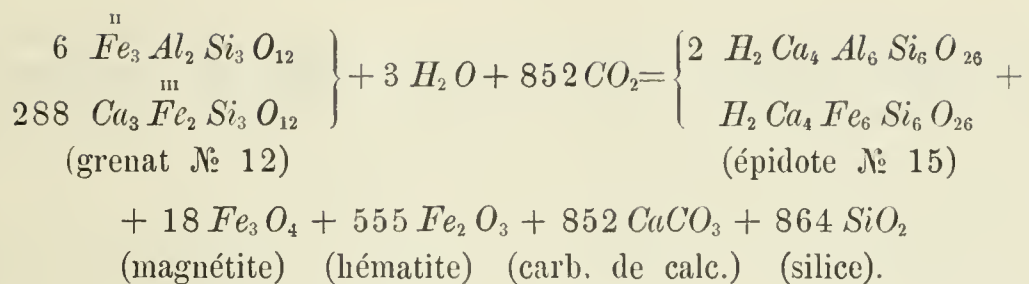 6 Fe₃ᴵᴵ Al₂ Si₃ O₁₂ } + 3 H₂O + 852 CO₂ = { 2 H₂ Ca₄ Al₆ Si₆ O₂₆ +
288 Ca₃ Fe₂ᴵᴵᴵ Si₃ O₁₂ } { H₂ Ca₄ Fe₆ Si₆ O₂₆
(grenat № 12) (épidote № 15)
+ 18 Fe₃O₄ + 555 Fe₂O₃ + 852 CaCO₃ + 864 SiO₂
(magnétite) (hématite) (carb. de calc.) (silice).